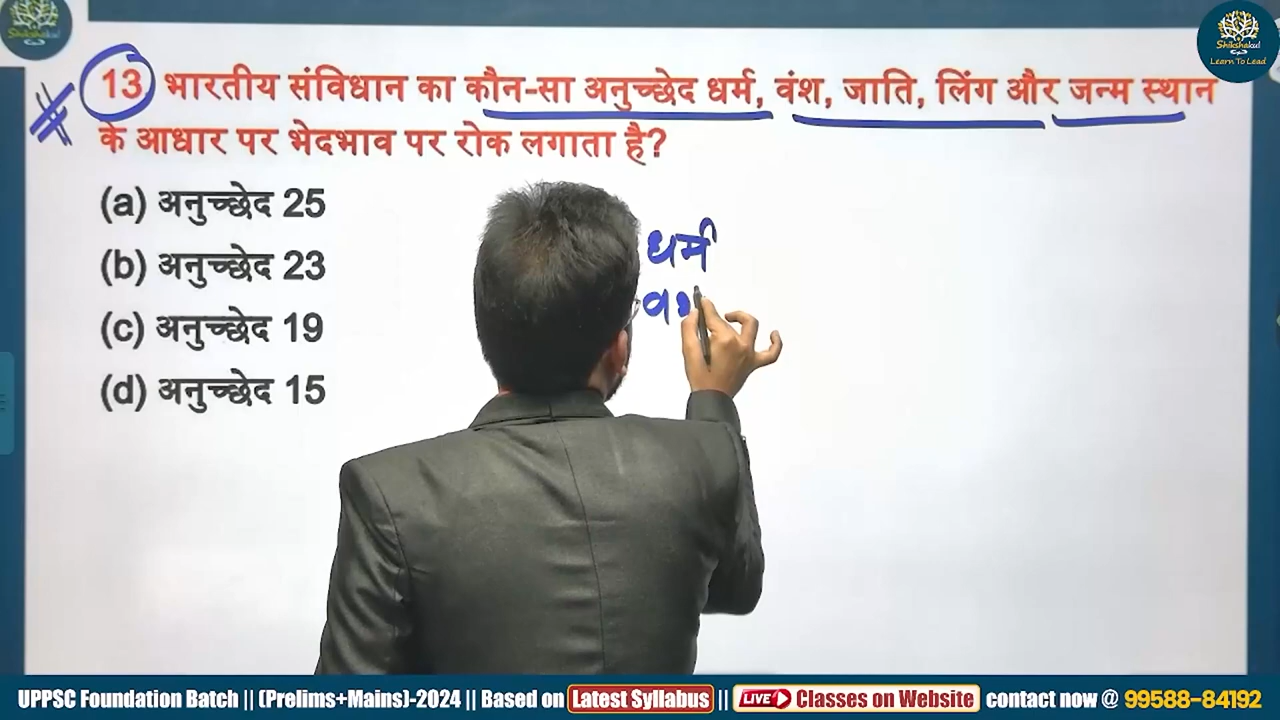 Shikshakul
Shikshakul
Learn To Lead
13 भारतीय संविधान का कौन-सा अनुच्छेद धर्म, वंश, जाति, लिंग और जन्म स्थान
के आधार पर भेदभाव पर रोक लगाता है?
(a) अनुच्छेद 25
(b) अनुच्छेद 23
(c) अनुच्छेद 19
(d) अनुच्छेद 15
धर्म
UPPSC Foundation Batch || (Prelims+Mains)-2024 || Based on Latest Syllabus || LIVE Classes on Website contact now @ 99588-84192